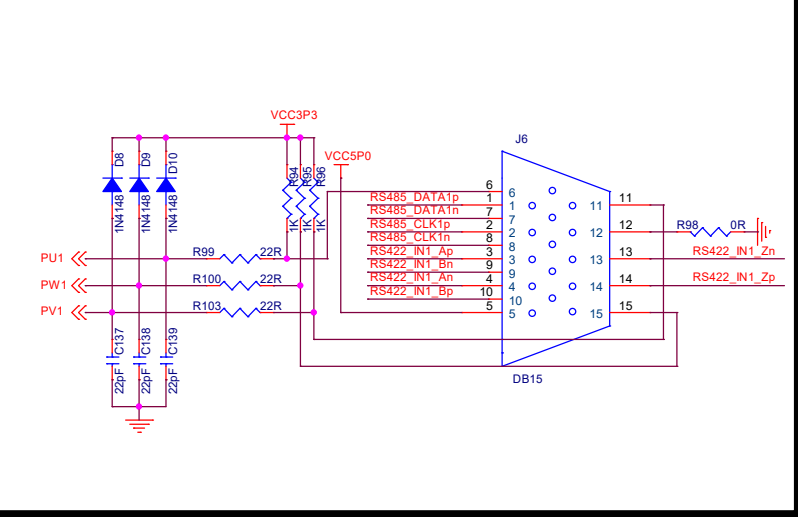 VCC3P3
J6
VCC5P0
D8
D9
D10
1N4148
1N4148
1N4148
R94
R95
R96
1K
1K
1K
6
6
RS485_DATA1p
1
1
11
11
RS485_DATA1n
7
7
RS485_CLK1p
2
2
12
12
R98
0R
RS485_CLK1n
8
8
PU1
R99
22R
RS422_IN1_Ap
3
3
13
13
RS422_IN1_Zn
RS422_IN1_Bn
9
9
PW1
R100
22R
RS422_IN1_An
4
4
14
14
RS422_IN1_Zp
RS422_IN1_Bp
10
10
PV1
R103
22R
5
5
15
15
C137
C138
C139
22pF
22pF
22pF
DB15